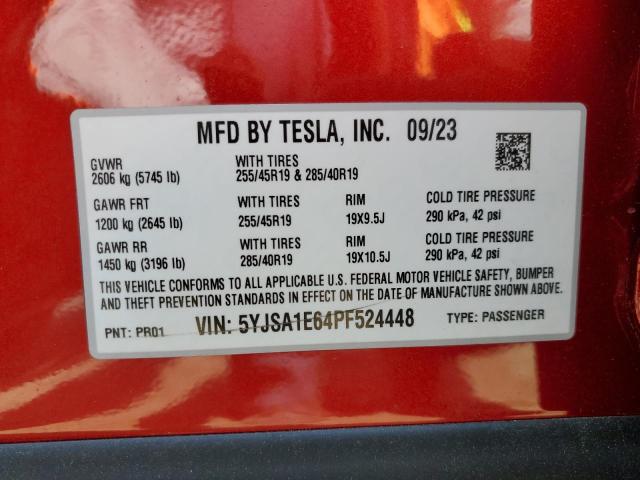 MFD BY TESLA, INC. 09/23
GVWR WITH TIRES
2606 kg (5745 lb) 255/45R19 & 285/40R19
GAWR FRT WITH TIRES RIM COLD TIRE PRESSURE
1200 kg (2645 lb) 255/45R19 19X9.5J 290 kPa, 42 psi
GAWR RR WITH TIRES RIM COLD TIRE PRESSURE
1450 kg (3196 lb) 285/40R19 19X10.5J 290 kPa, 42 psi
THIS VEHICLE CONFORMS TO ALL APPLICABLE U.S. FEDERAL MOTOR VEHICLE SAFETY, BUMPER
AND THEFT PREVENTION STANDARDS IN EFFECT ON THE DATE OF MANUFACTURE SHOWN ABOVE.
PNT: PR01 VIN: 5YJSA1E64PF524448 TYPE: PASSENGER